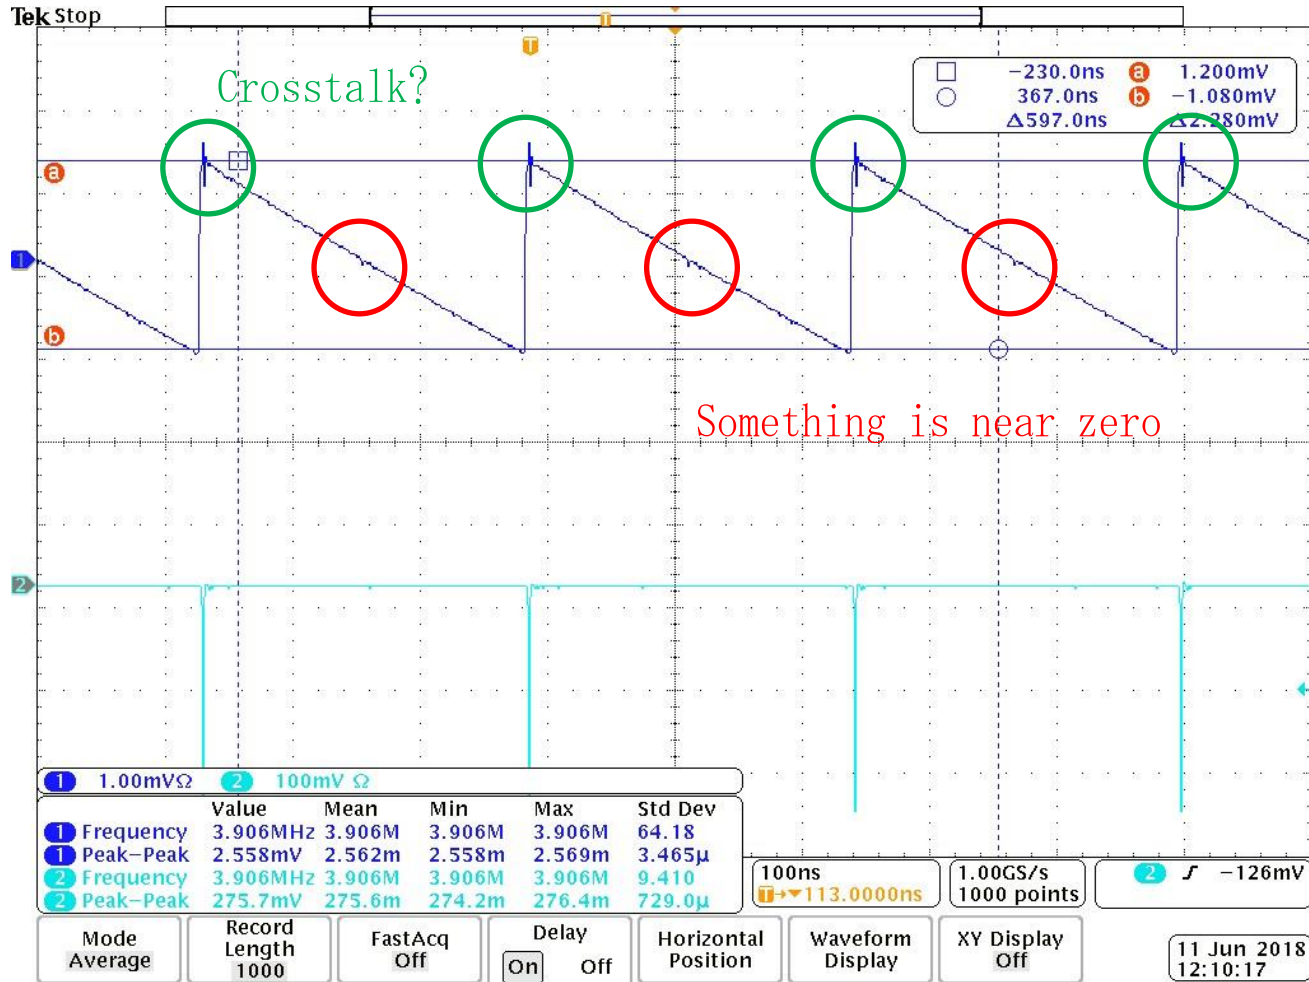 Tek Stop
T
T
Crosstalk?
−230.0ns a 1.200mV
367.0ns b −1.080mV
Δ597.0ns Δ2.280mV
a
1
b
Something is near zero
2
1 1.00mVΩ 2 100mV Ω
Value Mean Min Max Std Dev
1 Frequency 3.906MHz 3.906M 3.906M 3.906M 64.18
1 Peak−Peak 2.558mV 2.562m 2.558m 2.569m 3.465µ
2 Frequency 3.906MHz 3.906M 3.906M 3.906M 9.410
2 Peak−Peak 275.7mV 275.6m 274.2m 276.4m 729.0µ
100ns
T→▼113.0000ns
1.00GS/s
1000 points
2 ∫ −126mV
Mode
Average
Record
Length
1000
FastAcq
Off
Delay
On Off
Horizontal
Position
Waveform
Display
XY Display
Off
11 Jun 2018
12:10:17